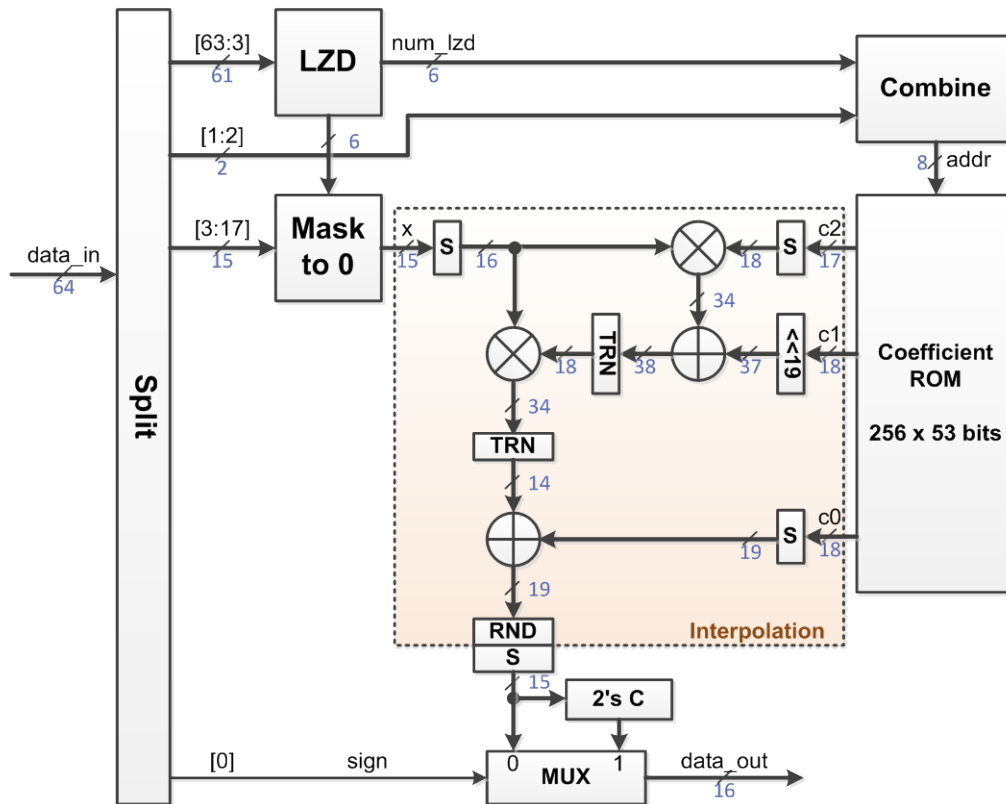 [63:3]
61
LZD
num_lzd
6
Combine
[1:2]
2
6
8
addr
[3:17]
15
Mask
to 0
x
15
S
16
18
S
c2
17
data_in
64
34
Split
TRN
18
38
37
<<19
c1
18
Coefficient
ROM
256 x 53 bits
34
TRN
14
19
S
c0
18
19
RND
S
Interpolation
15
2's C
[0]
sign
0
1
MUX
data_out
16